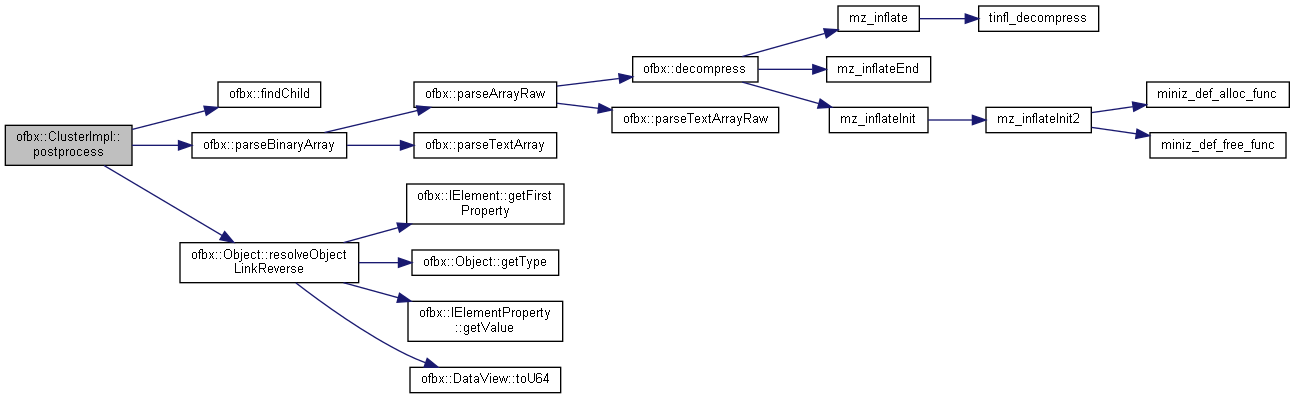 ofbx::ClusterImpl::
postprocess
ofbx::findChild
ofbx::parseBinaryArray
ofbx::Object::resolveObject
LinkReverse
ofbx::parseArrayRaw
ofbx::parseTextArray
ofbx::IElement::getFirst
Property
ofbx::Object::getType
ofbx::IElementProperty
::getValue
ofbx::DataView::toU64
ofbx::decompress
ofbx::parseTextArrayRaw
mz_inflate
mz_inflateEnd
mz_inflateInit
tinfl_decompress
mz_inflateInit2
miniz_def_alloc_func
miniz_def_free_func